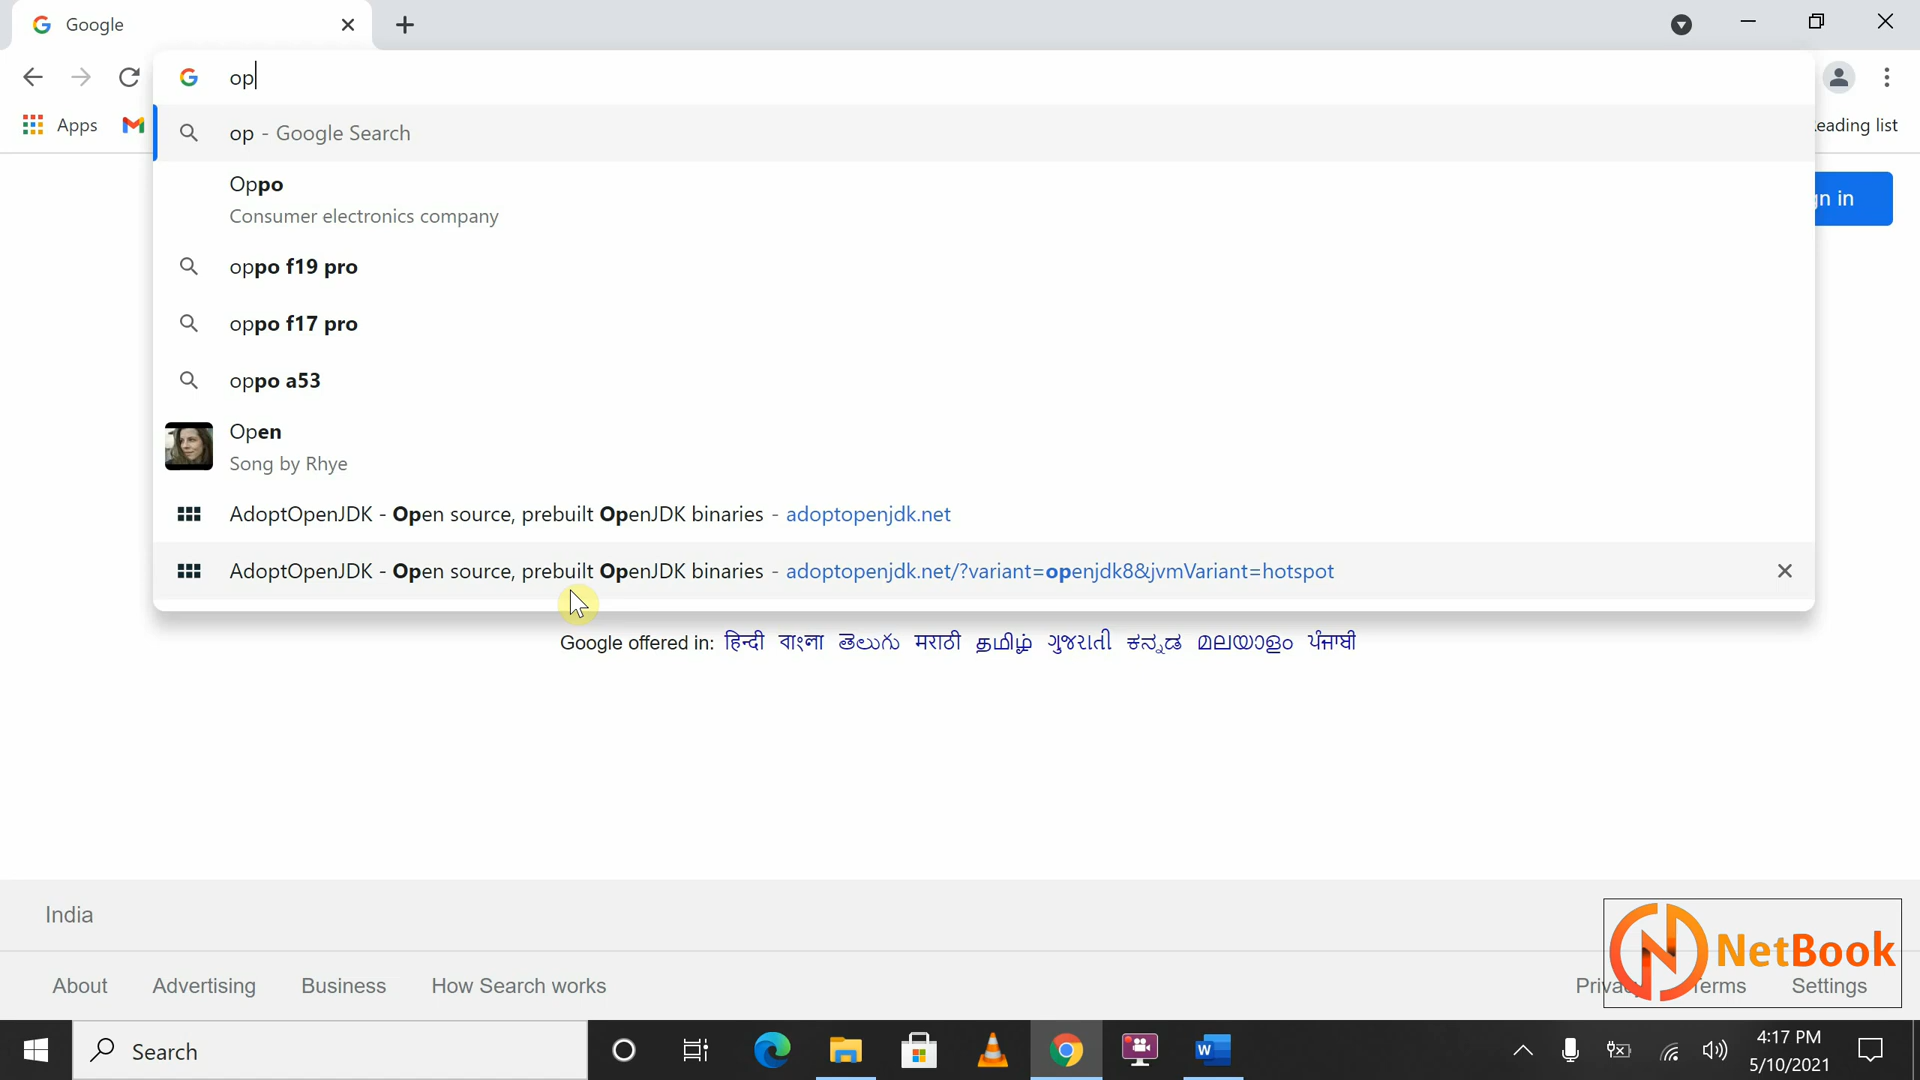 Google
op
Apps
eading list
op - Google Search
Oppo
Consumer electronics company
gn in
oppo f19 pro
oppo f17 pro
oppo a53
Open
Song by Rhye
AdoptOpenJDK - Open source, prebuilt OpenJDK binaries - adoptopenjdk.net
AdoptOpenJDK - Open source, prebuilt OpenJDK binaries - adoptopenjdk.net/?variant=openjdk8&jvmVariant=hotspot
Google offered in: हिन्दी বাংলা తెలుగు मराठी தமிழ் ગુજરાતી ಕನ್ನಡ മലയാളം ਪੰਜਾਬੀ
India
NetBook
About Advertising Business How Search works Privacy Terms Settings
Search
4:17 PM
5/10/2021